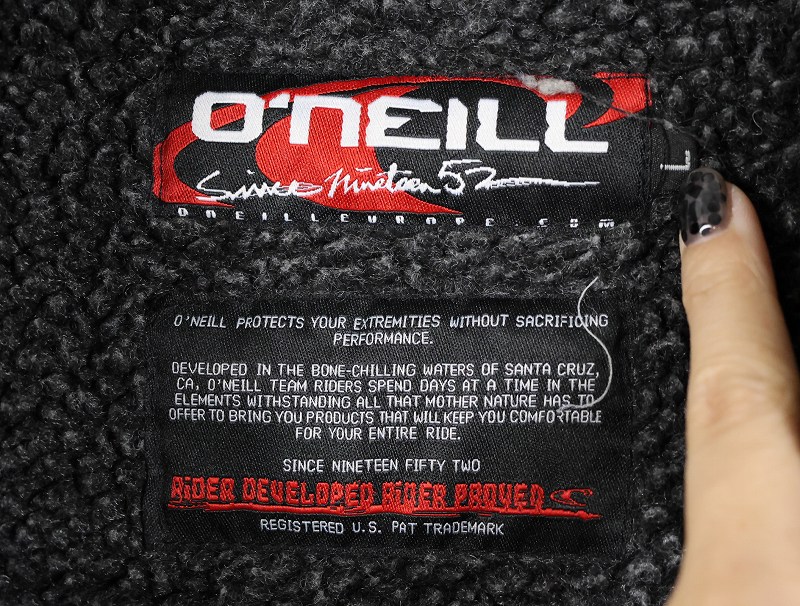 O'NEILL
Since Nineteen 52
ONEILLEUROPE.COM
L
O'NEILL PROTECTS YOUR EXTREMITIES WITHOUT SACRIFICING
PERFORMANCE.
DEVELOPED IN THE BONE-CHILLING WATERS OF SANTA CRUZ,
CA, O'NEILL TEAM RIDERS SPEND DAYS AT A TIME IN THE
ELEMENTS WITHSTANDING ALL THAT MOTHER NATURE HAS TO
OFFER TO BRING YOU PRODUCTS THAT WILL KEEP YOU COMFORTABLE
FOR YOUR ENTIRE RIDE.
SINCE NINETEEN FIFTY TWO
RIDER DEVELOPED RIDER PROVEN
REGISTERED U.S. PAT TRADEMARK